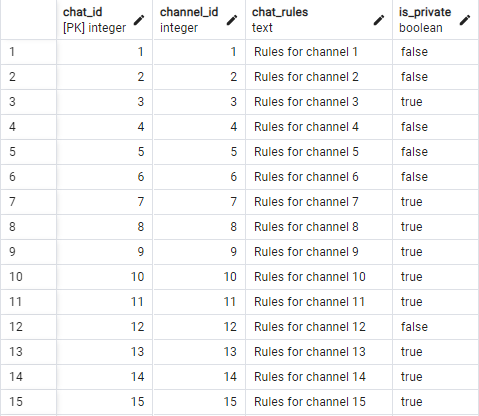 chat_id channel_id chat_rules is_private
[PK] integer integer text boolean
1 1 1 Rules for channel 1 false
2 2 2 Rules for channel 2 false
3 3 3 Rules for channel 3 true
4 4 4 Rules for channel 4 false
5 5 5 Rules for channel 5 false
6 6 6 Rules for channel 6 false
7 7 7 Rules for channel 7 true
8 8 8 Rules for channel 8 true
9 9 9 Rules for channel 9 true
10 10 10 Rules for channel 10 true
11 11 11 Rules for channel 11 true
12 12 12 Rules for channel 12 false
13 13 13 Rules for channel 13 true
14 14 14 Rules for channel 14 true
15 15 15 Rules for channel 15 true